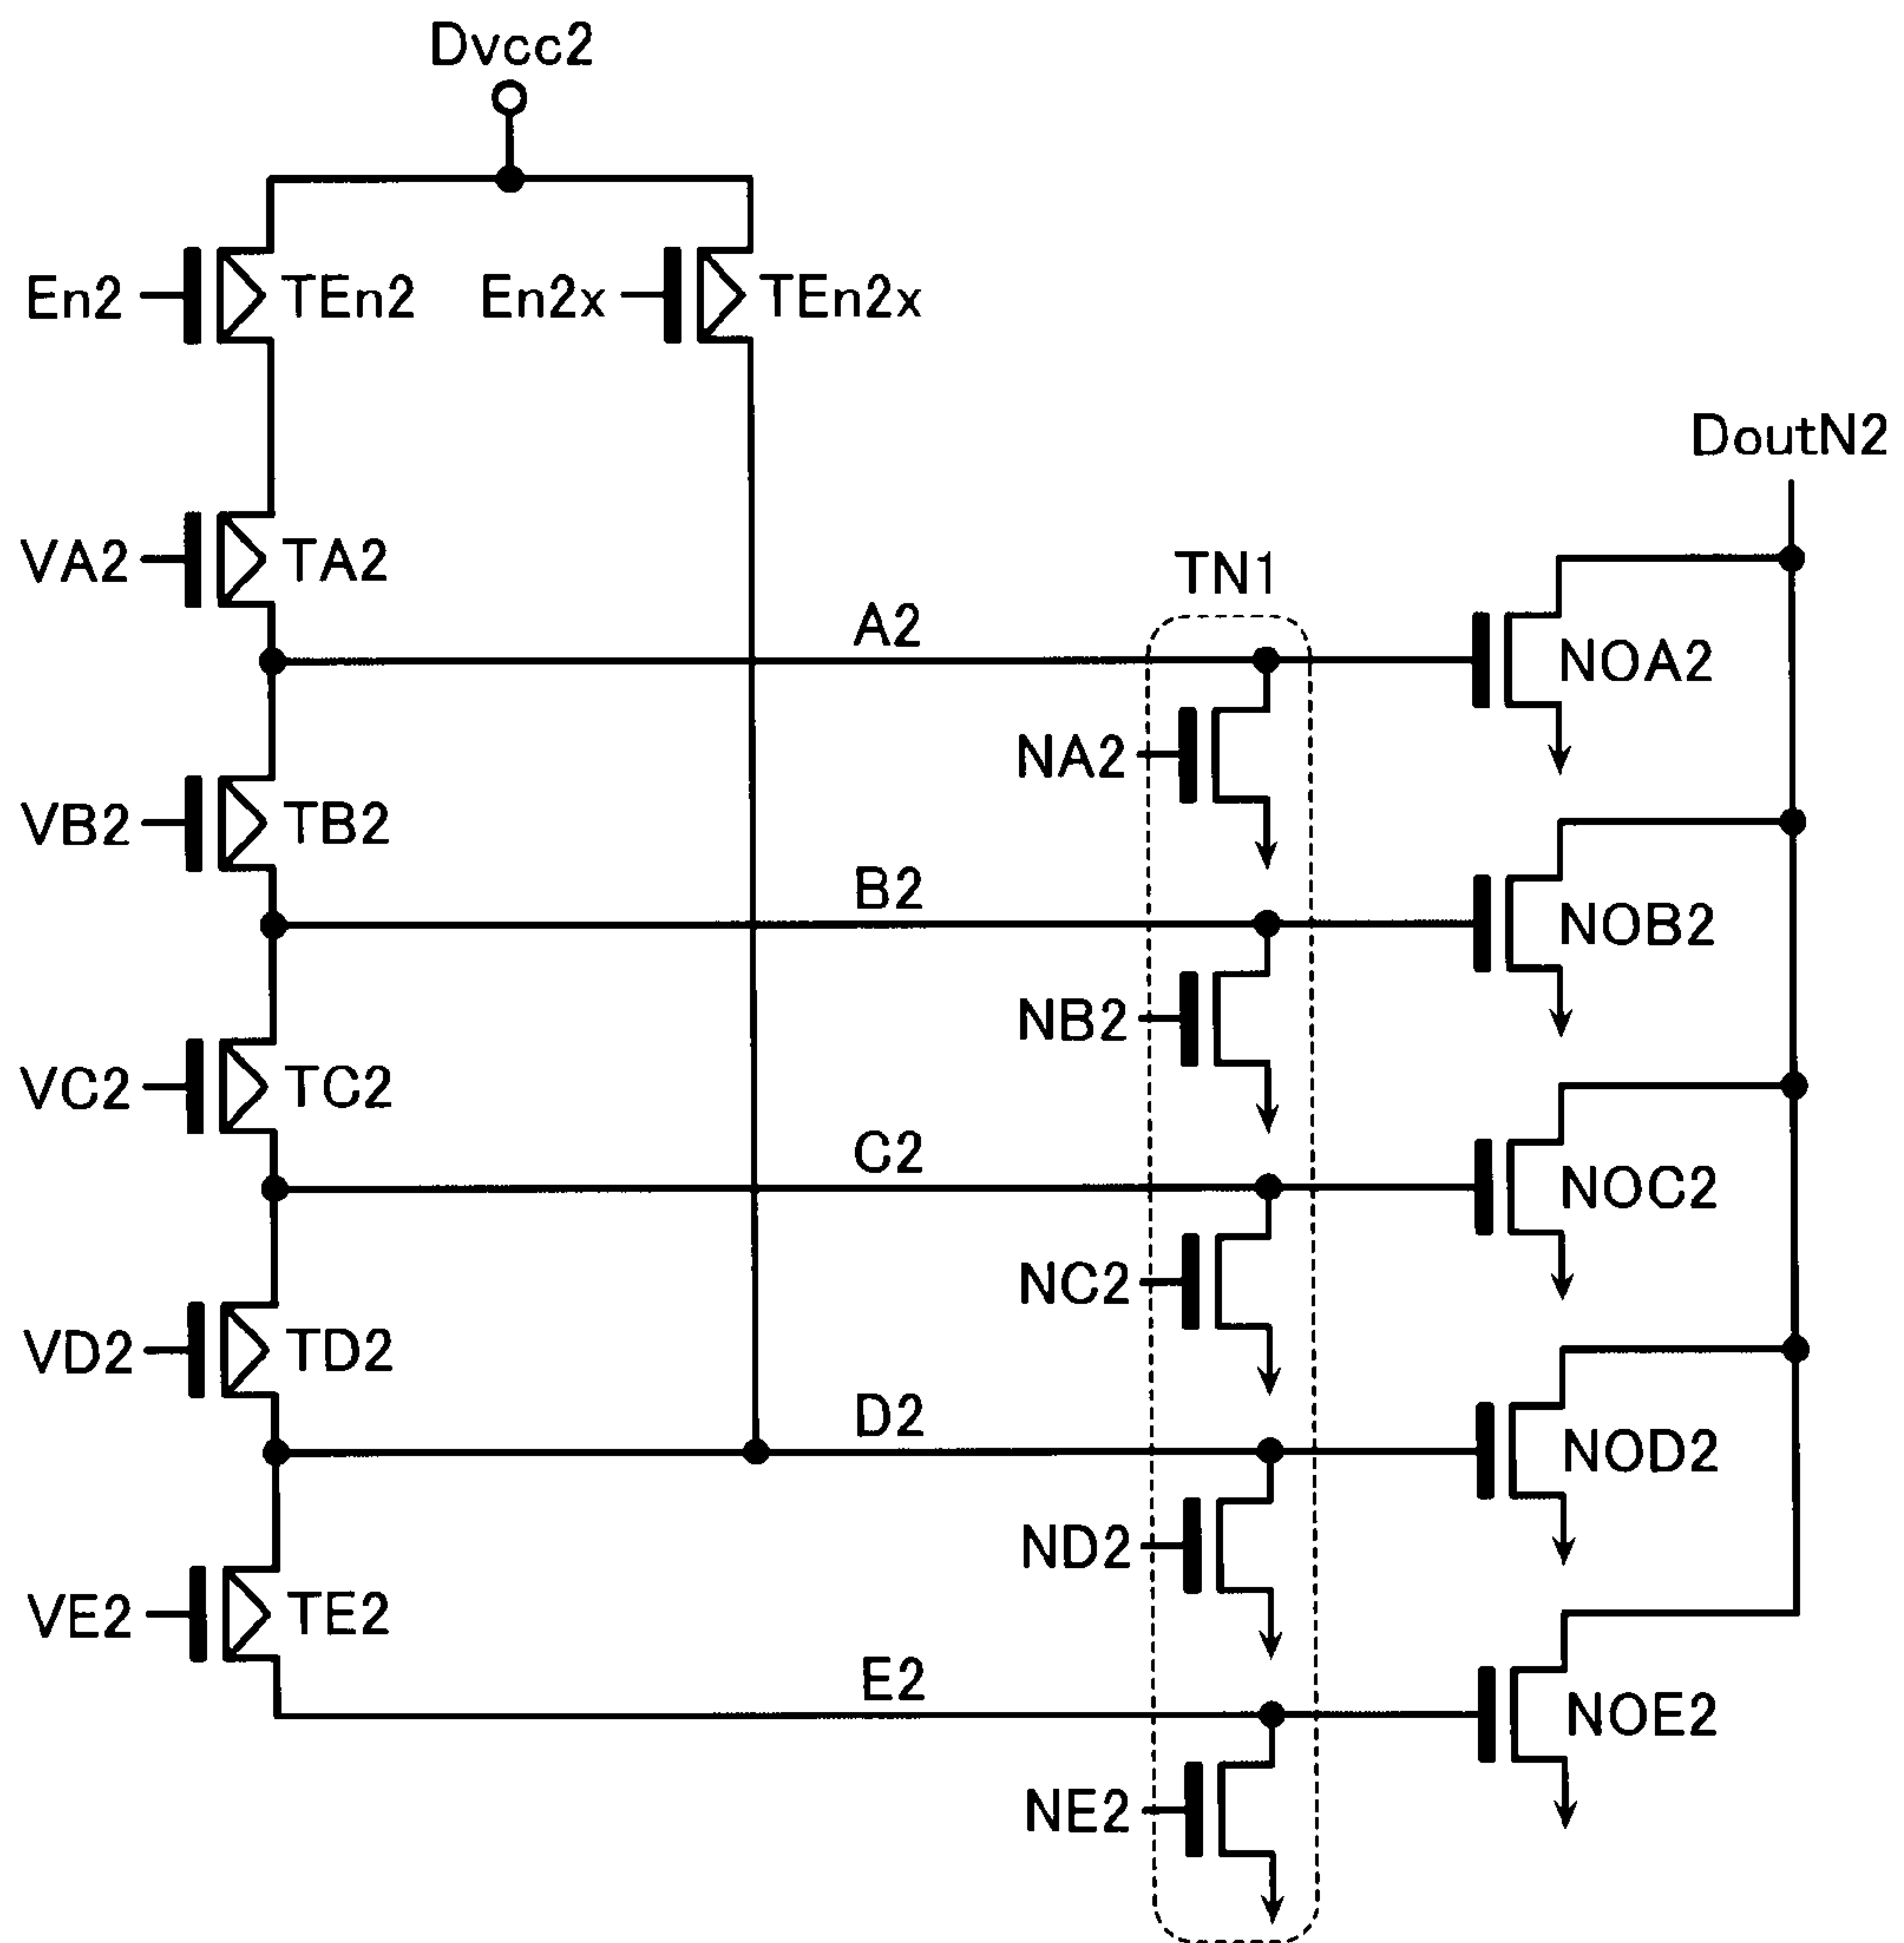 Dvcc2
En2
TEn2
En2x
TEn2x
DoutN2
VA2
TA2
TN1
A2
NOA2
NA2
VB2
TB2
B2
NOB2
NB2
VC2
TC2
C2
NOC2
NC2
VD2
TD2
D2
NOD2
ND2
VE2
TE2
E2
NOE2
NE2